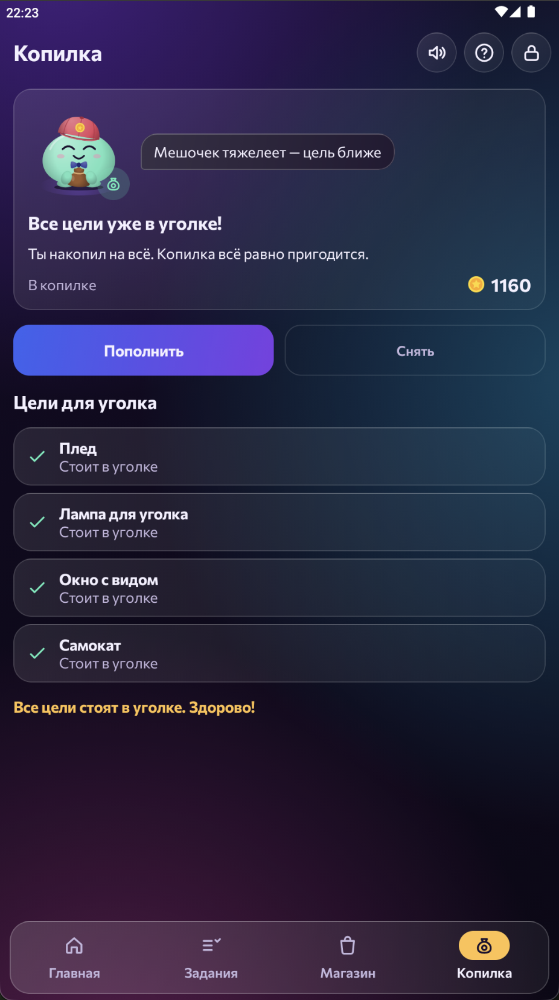 22:23
Копилка
Мешочек тяжелеет — цель ближе
Все цели уже в уголке!
Ты накопил на всё. Копилка всё равно пригодится.
В копилке
1160
Пополнить
Снять
Цели для уголка
Плед
Стоит в уголке
Лампа для уголка
Стоит в уголке
Окно с видом
Стоит в уголке
Самокат
Стоит в уголке
Все цели стоят в уголке. Здорово!
Главная
Задания
Магазин
Копилка